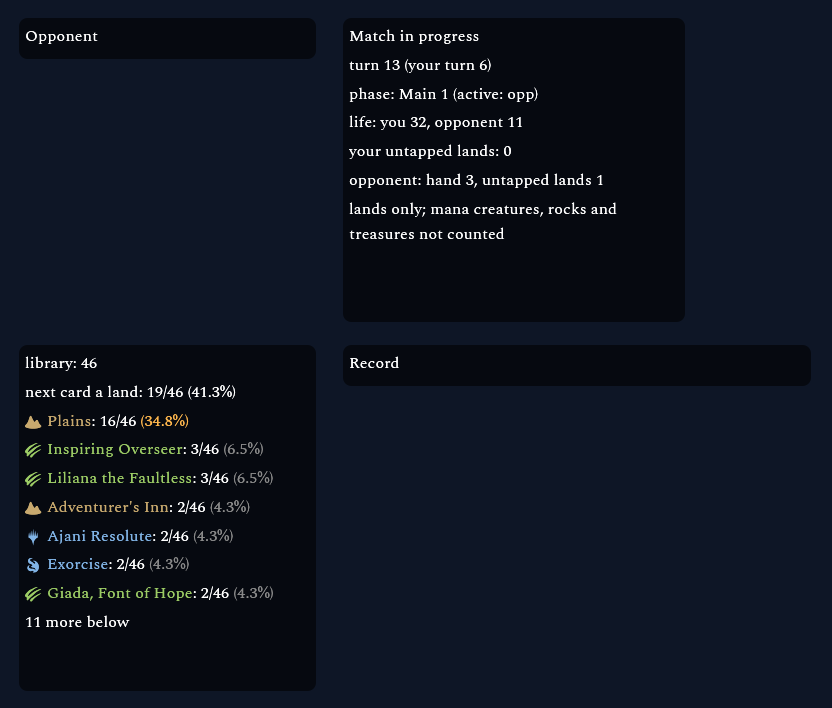 Opponent
Match in progress
turn 13 (your turn 6)
phase: Main 1 (active: opp)
life: you 32, opponent 11
your untapped lands: 0
opponent: hand 3, untapped lands 1
lands only; mana creatures, rocks and
treasures not counted
library: 46
next card a land: 19/46 (41.3%)
Plains: 16/46 (34.8%)
Inspiring Overseer: 3/46 (6.5%)
Liliana the Faultless: 3/46 (6.5%)
Adventurer's Inn: 2/46 (4.3%)
Ajani Resolute: 2/46 (4.3%)
Exorcise: 2/46 (4.3%)
Giada, Font of Hope: 2/46 (4.3%)
11 more below
Record